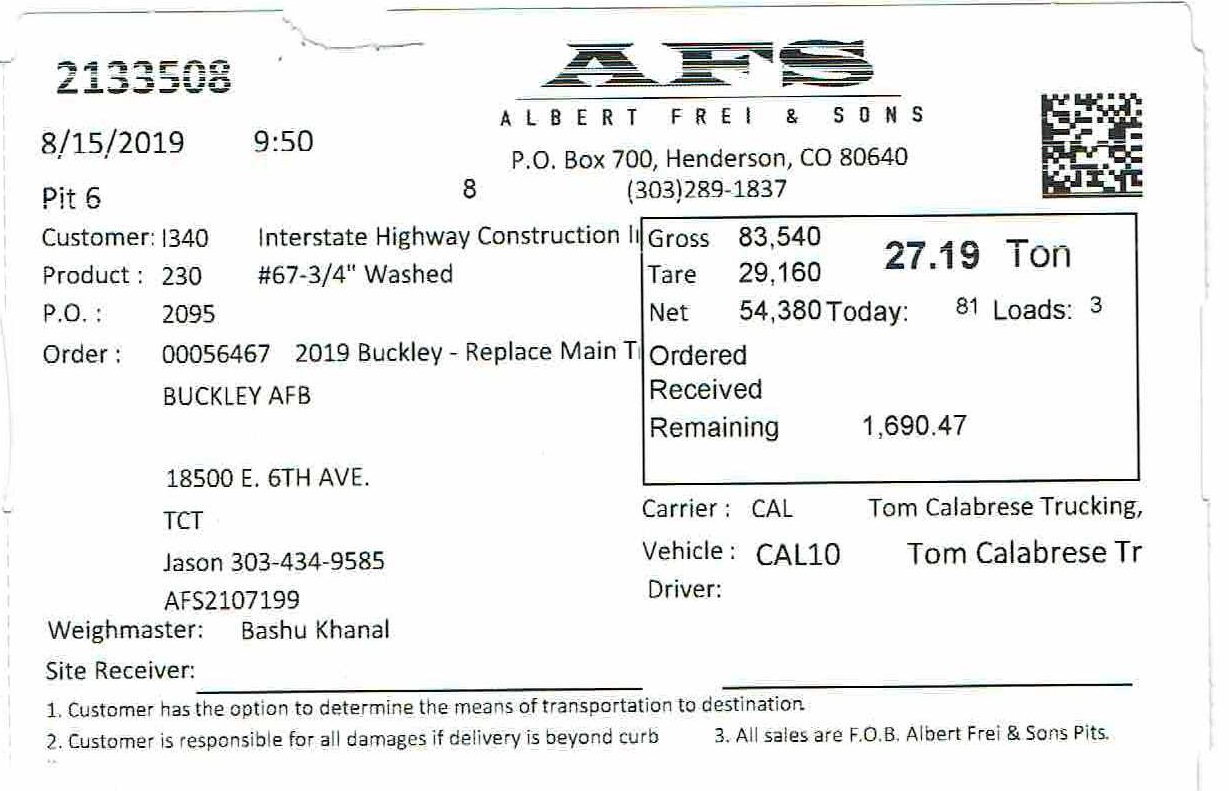 2133508
AFS
ALBERT FREI & SONS
8/15/2019 9:50
P.O. Box 700, Henderson, CO 80640
Pit 6 8 (303)289-1837
Customer: I340 Interstate Highway Construction I
Product : 230 #67-3/4" Washed
P.O. : 2095
Order : 00056467 2019 Buckley - Replace Main T
BUCKLEY AFB
18500 E. 6TH AVE.
TCT
Jason 303-434-9585
AFS2107199
Gross 83,540 27.19 Ton
Tare 29,160
Net 54,380 Today: 81 Loads: 3
Ordered
Received
Remaining 1,690.47
Carrier : CAL Tom Calabrese Trucking,
Vehicle : CAL10 Tom Calabrese Tr
Driver:
Weighmaster: Bashu Khanal
Site Receiver:
1. Customer has the option to determine the means of transportation to destination.
2. Customer is responsible for all damages if delivery is beyond curb 3. All sales are F.O.B. Albert Frei & Sons Pits.